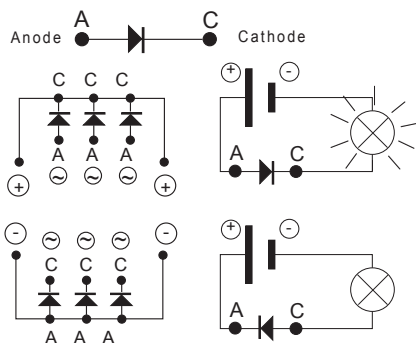 A C
Anode Cathode
C C C
A A A
~ ~ ~
+ +
+ -
A C
- ~ ~ ~ -
C C C
A A A
+ -
A C